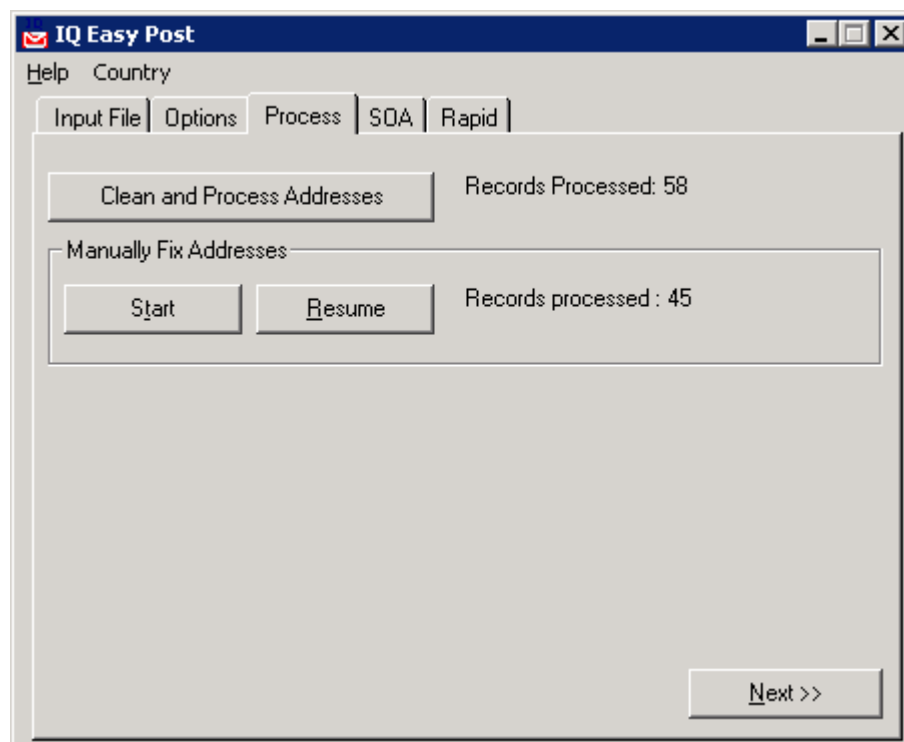 IQ Easy Post
Help Country
Input File Options Process SOA Rapid
Clean and Process Addresses Records Processed: 58
Manually Fix Addresses
Start Resume Records processed : 45
Next >>